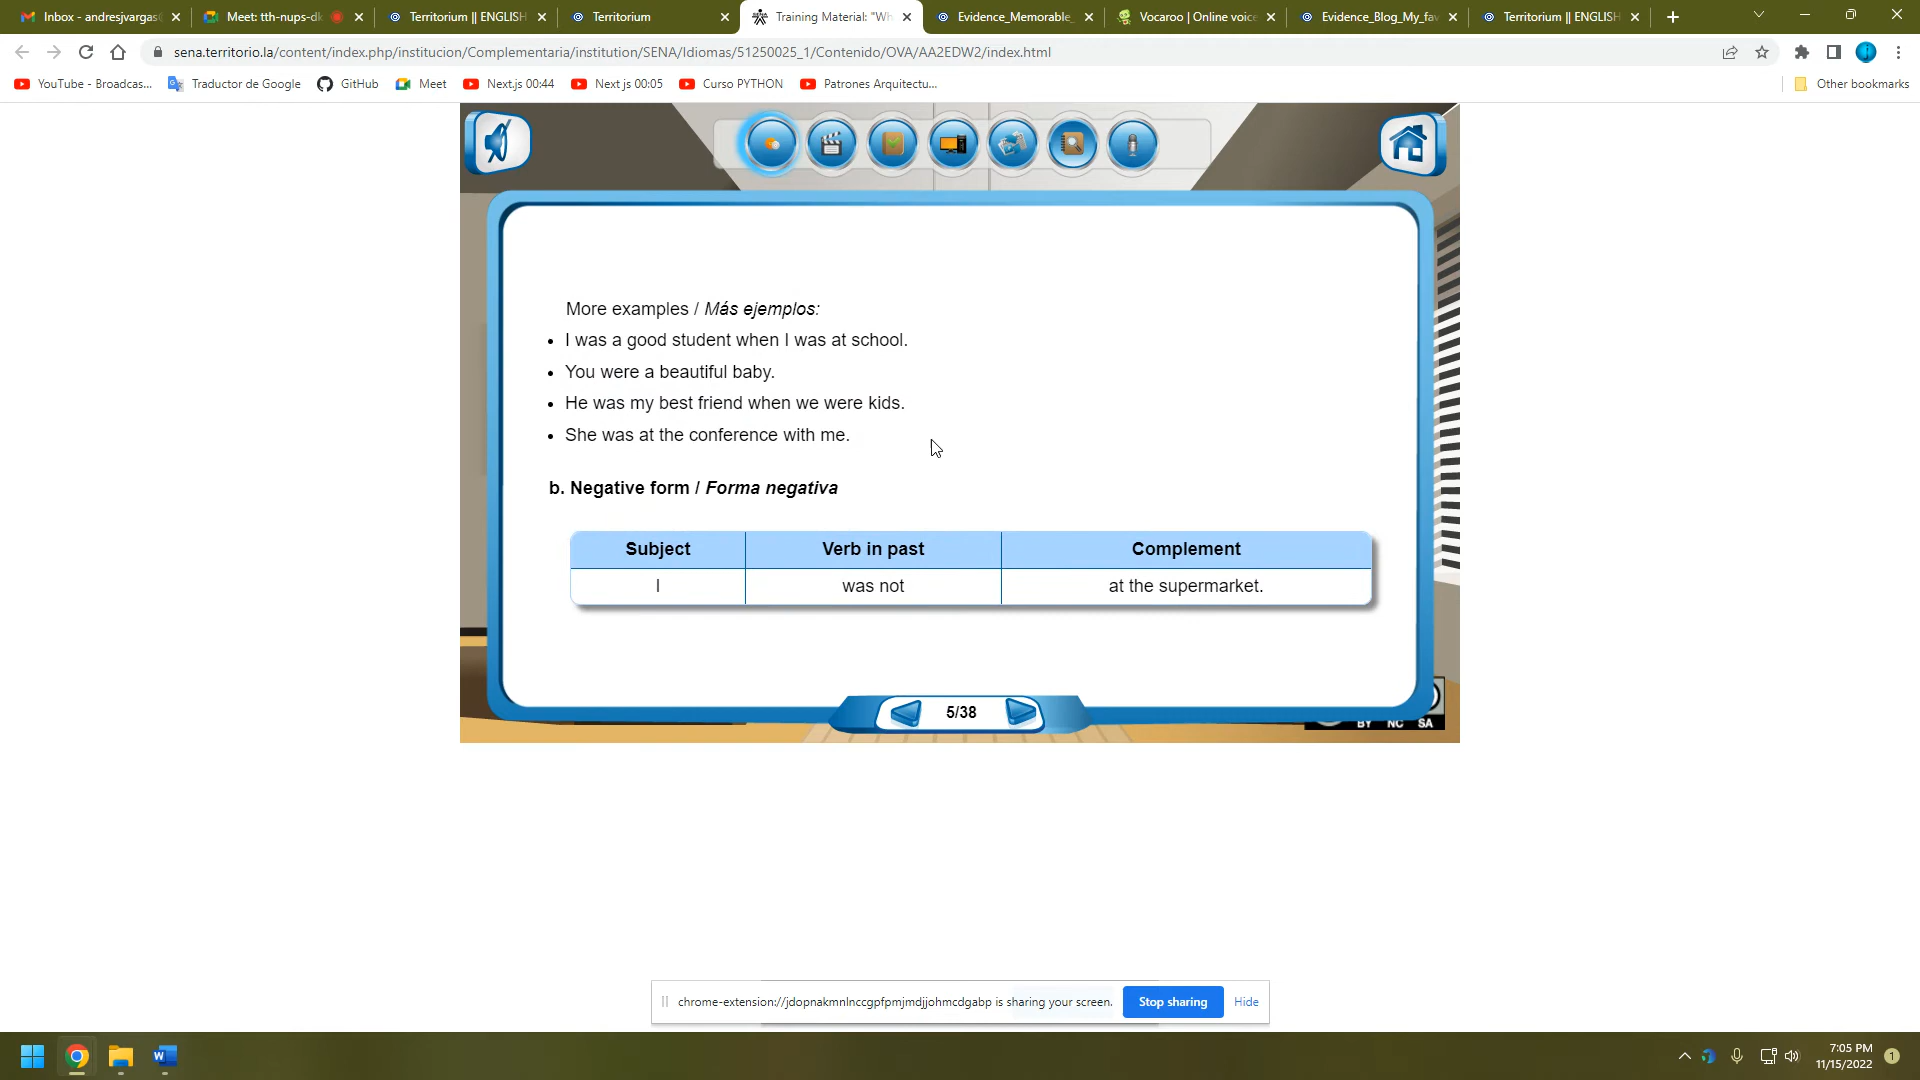 Inbox - andresjvargas@
Meet: tth-nups-dk
Territorium || ENGLISH
Territorium
Training Material: "Wh
Evidence_Memorable_
Vocaroo | Online voice
Evidence_Blog_My_fav
Territorium || ENGLISH
sena.territorio.la/content/index.php/institucion/Complementaria/institution/SENA/Idiomas/51250025_1/Contenido/OVA/AA2EDW2/index.html
YouTube - Broadcas...
Traductor de Google
GitHub
Meet
Next.js 00:44
Next js 00:05
Curso PYTHON
Patrones Arquitectu...
Other bookmarks
More examples / Más ejemplos:
• I was a good student when I was at school.
• You were a beautiful baby.
• He was my best friend when we were kids.
• She was at the conference with me.
b. Negative form / Forma negativa
Subject Verb in past Complement
I was not at the supermarket.
5/38
BY NC SA
chrome-extension://jdopnakmnlnccgpfpmjmdjjohmcdgabp is sharing your screen.
Stop sharing
Hide
7:05 PM
11/15/2022
1